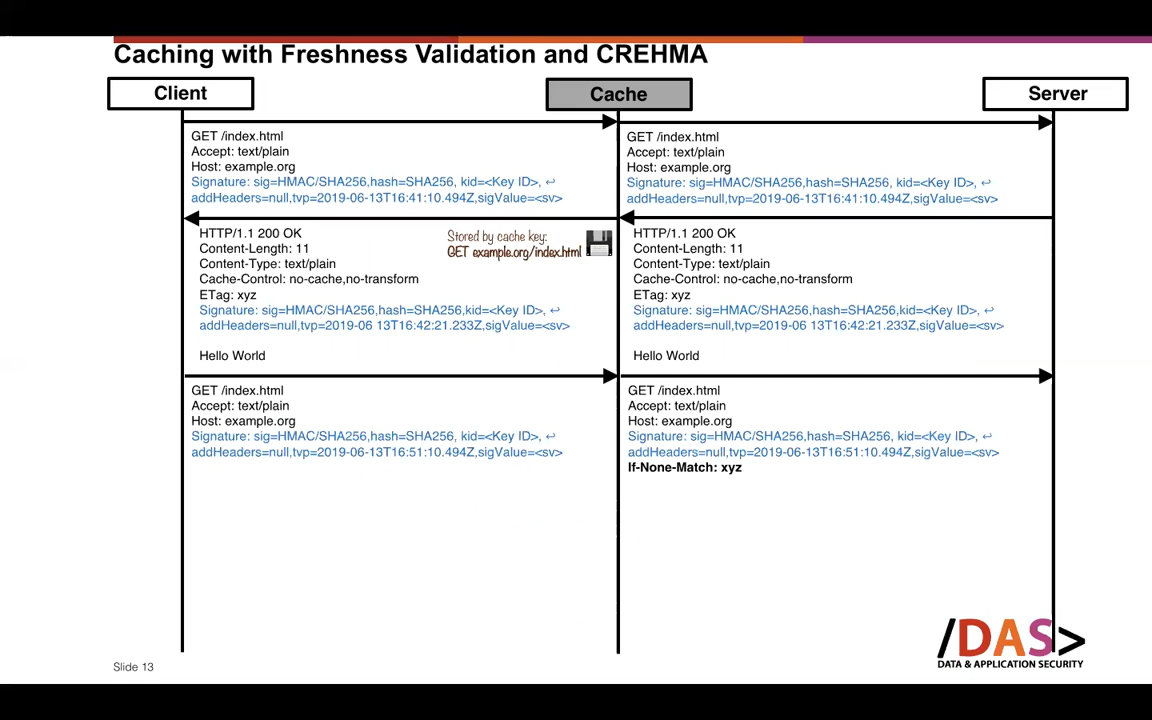 Caching with Freshness Validation and CREHMA
Client
Cache
Server
GET /index.html
Accept: text/plain
Host: example.org
Signature: sig=HMAC/SHA256,hash=SHA256, kid=<Key ID>, ↩
addHeaders=null,tvp=2019-06-13T16:41:10.494Z,sigValue=<sv>
GET /index.html
Accept: text/plain
Host: example.org
Signature: sig=HMAC/SHA256,hash=SHA256, kid=<Key ID>, ↩
addHeaders=null,tvp=2019-06-13T16:41:10.494Z,sigValue=<sv>
HTTP/1.1 200 OK
Content-Length: 11
Content-Type: text/plain
Cache-Control: no-cache,no-transform
ETag: xyz
Signature: sig=HMAC/SHA256,hash=SHA256,kid=<Key ID>, ↩
addHeaders=null,tvp=2019-06 13T16:42:21.233Z,sigValue=<sv>
Hello World
Stored by cache key:
GET example.org/index.html
HTTP/1.1 200 OK
Content-Length: 11
Content-Type: text/plain
Cache-Control: no-cache,no-transform
ETag: xyz
Signature: sig=HMAC/SHA256,hash=SHA256,kid=<Key ID>, ↩
addHeaders=null,tvp=2019-06 13T16:42:21.233Z,sigValue=<sv>
Hello World
GET /index.html
Accept: text/plain
Host: example.org
Signature: sig=HMAC/SHA256,hash=SHA256, kid=<Key ID>, ↩
addHeaders=null,tvp=2019-06-13T16:51:10.494Z,sigValue=<sv>
GET /index.html
Accept: text/plain
Host: example.org
Signature: sig=HMAC/SHA256,hash=SHA256, kid=<Key ID>, ↩
addHeaders=null,tvp=2019-06-13T16:51:10.494Z,sigValue=<sv>
If-None-Match: xyz
/DAS>
DATA & APPLICATION SECURITY
Slide 13